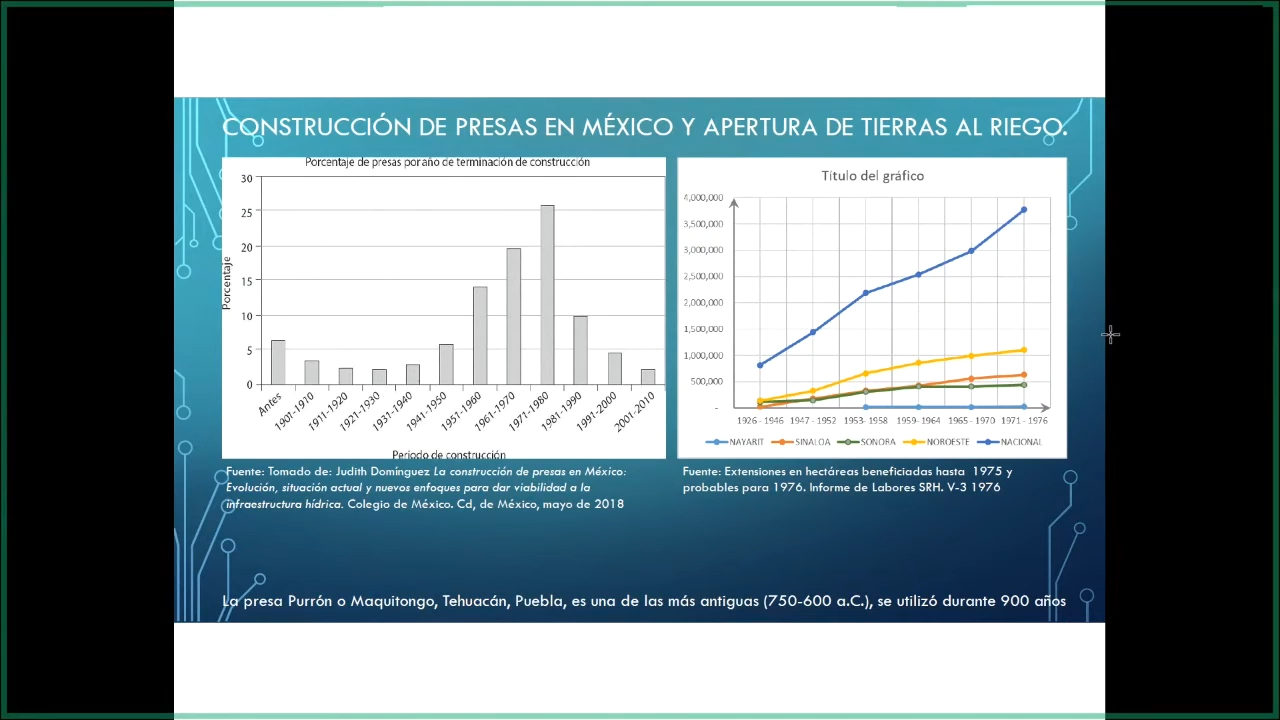 CONSTRUCCIÓN DE PRESAS EN MÉXICO Y APERTURA DE TIERRAS AL RIEGO.
Porcentaje de presas por año de terminación de construcción
30
25
20
15
10
5
0
Porcentaje
Antes
1901-1910
1911-1920
1921-1930
1931-1940
1941-1950
1951-1960
1961-1970
1971-1980
1981-1990
1991-2000
2001-2010
Periodo de construcción
Título del gráfico
4,000,000
3,500,000
3,000,000
2,500,000
2,000,000
1,500,000
1,000,000
500,000
-
1926 - 1946 1947 - 1952 1953- 1958 1959- 1964 1965 - 1970 1971 - 1976
NAYARIT SINALOA SONORA NOROESTE NACIONAL
Fuente: Tomado de: Judith Domínguez La construcción de presas en México:
Evolución, situación actual y nuevos enfoques para dar viabilidad a la
infraestructura hídrica. Colegio de México. Cd, de México, mayo de 2018
Fuente: Extensiones en hectáreas beneficiadas hasta 1975 y
probables para 1976. Informe de Labores SRH. V-3 1976
La presa Purrón o Maquitongo, Tehuacán, Puebla, es una de las más antiguas (750-600 a.C.), se utilizó durante 900 años